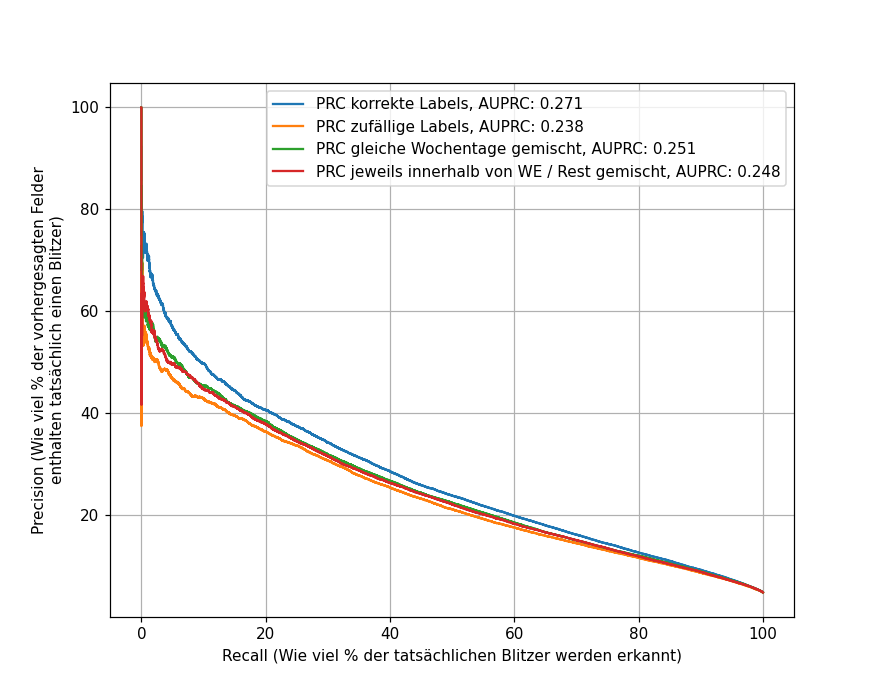 PRC korrekte Labels, AUPRC: 0.271
PRC zufällige Labels, AUPRC: 0.238
PRC gleiche Wochentage gemischt, AUPRC: 0.251
PRC jeweils innerhalb von WE / Rest gemischt, AUPRC: 0.248
Precision (Wie viel % der vorhergesagten Felder
enthalten tatsächlich einen Blitzer)
100
80
60
40
20
0 20 40 60 80 100
Recall (Wie viel % der tatsächlichen Blitzer werden erkannt)